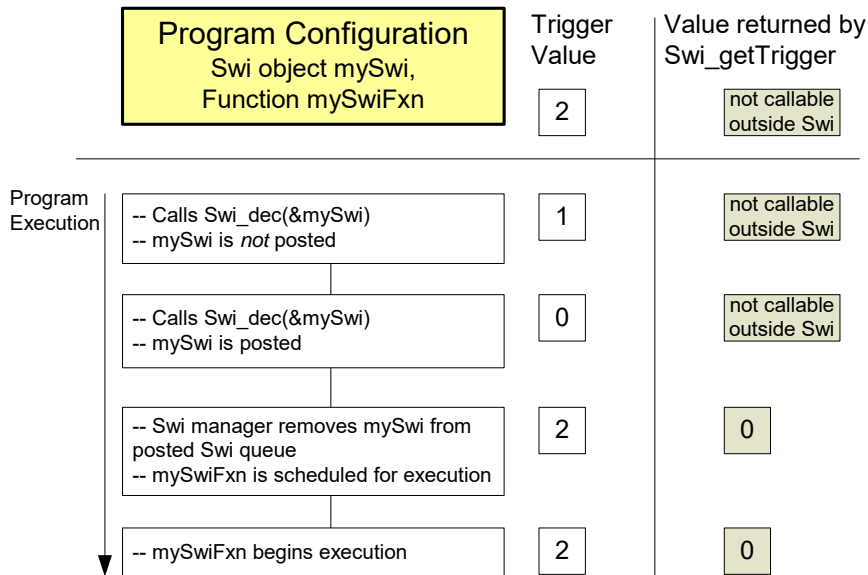 Program Configuration
Swi object mySwi,
Function mySwiFxn
Trigger
Value
Value returned by
Swi_getTrigger
2
not callable
outside Swi
Program
Execution
-- Calls Swi_dec(&mySwi)
-- mySwi is not posted
1
not callable
outside Swi
-- Calls Swi_dec(&mySwi)
-- mySwi is posted
0
not callable
outside Swi
-- Swi manager removes mySwi from
posted Swi queue
-- mySwiFxn is scheduled for execution
2
0
-- mySwiFxn begins execution
2
0